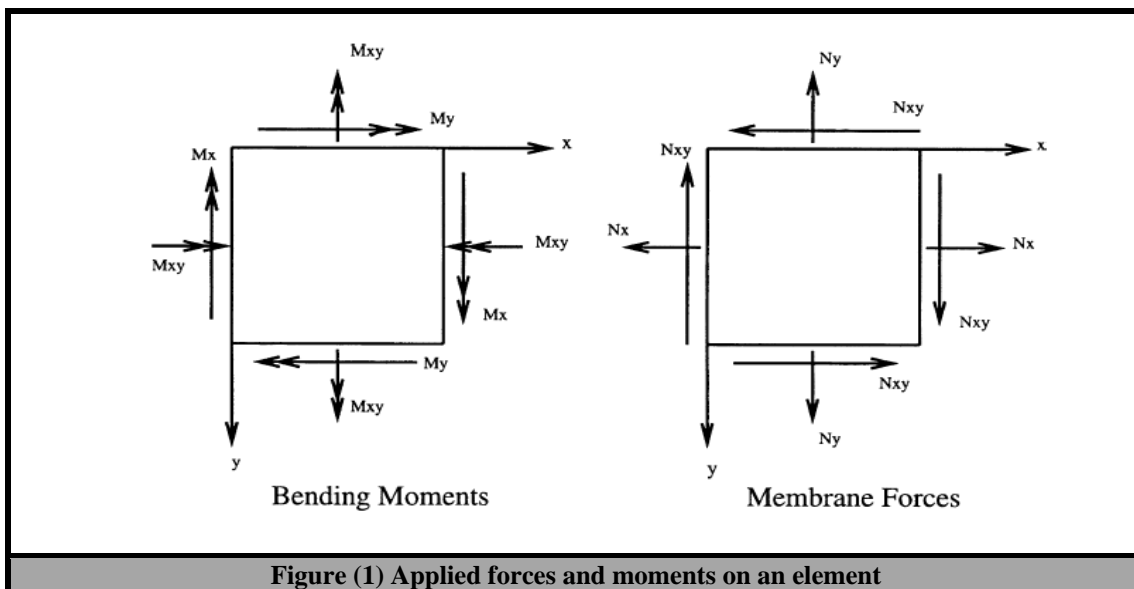 Mxy
My
x
Mx
Mxy
Mxy
Mx
My
Mxy
y
Bending Moments
Ny
Nxy
x
Nxy
Nx
Nx
Nxy
Nxy
Ny
y
Membrane Forces
Figure (1) Applied forces and moments on an element